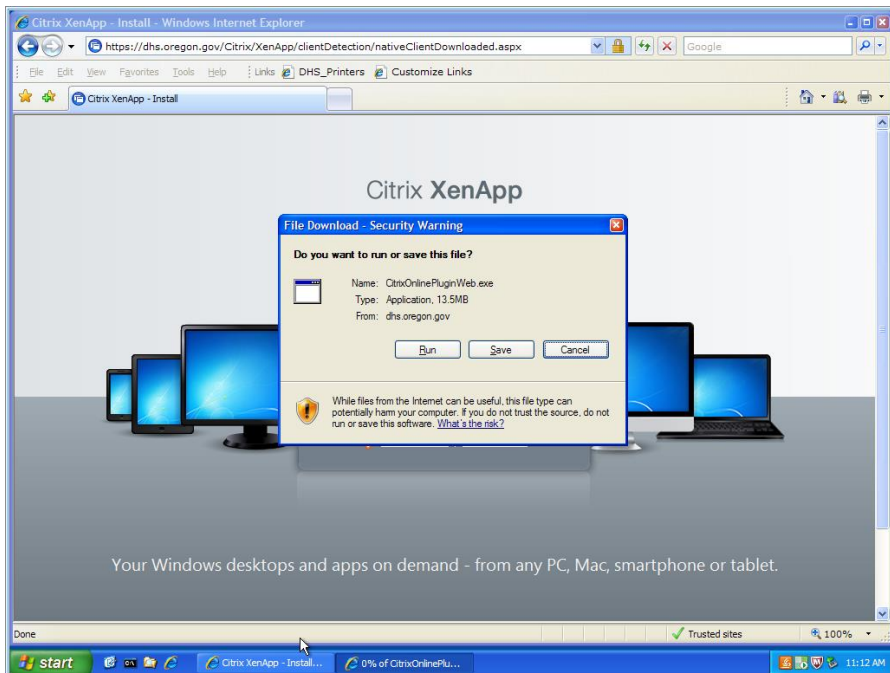 Citrix XenApp - Install - Windows Internet Explorer
https://dhs.oregon.gov/Citrix/XenApp/clientDetection/nativeClientDownloaded.aspx
Google
File Edit View Favorites Tools Help Links DHS_Printers Customize Links
Citrix XenApp - Install
Citrix XenApp
File Download - Security Warning
Do you want to run or save this file?
Name: CitrixOnlinePluginWeb.exe
Type: Application, 13.5MB
From: dhs.oregon.gov
Run Save Cancel
While files from the Internet can be useful, this file type can
potentially harm your computer. If you do not trust the source, do not
run or save this software. What's the risk?
Your Windows desktops and apps on demand - from any PC, Mac, smartphone or tablet.
Done Trusted sites 100%
start Citrix XenApp - Install... 0% of CitrixOnlinePlu... 11:12 AM